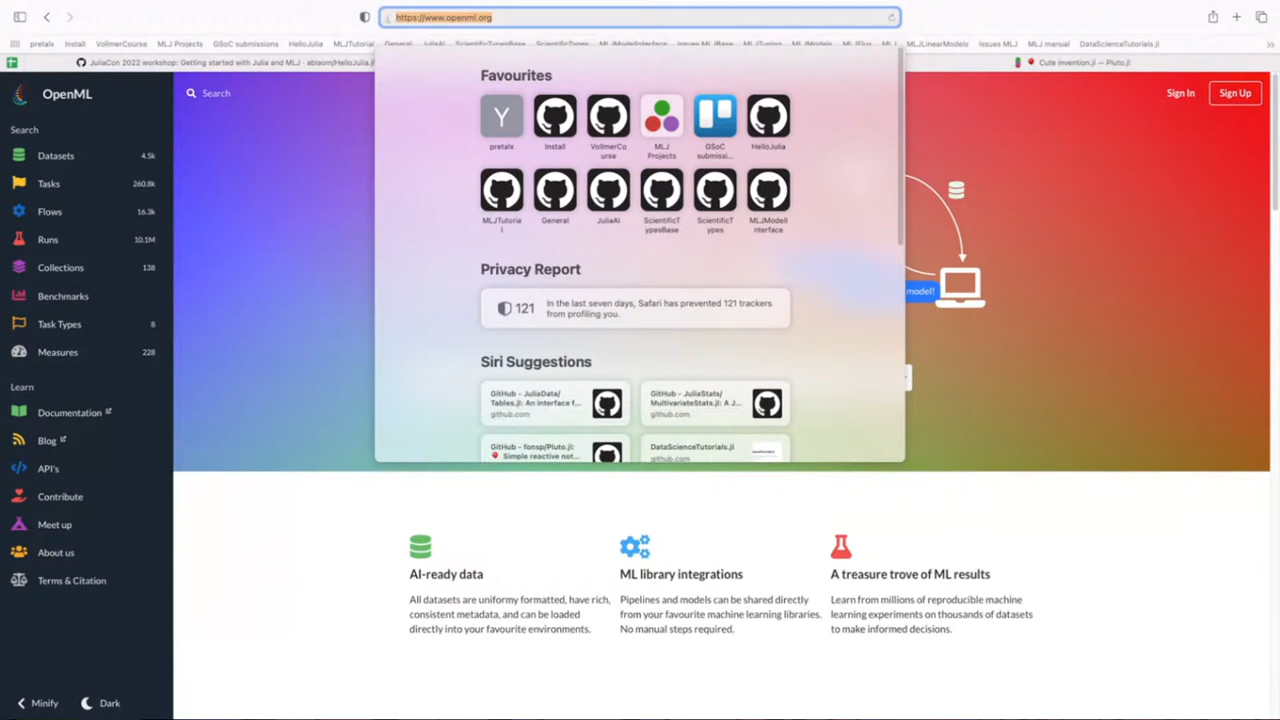 https://www.openml.org
pretalx Install VollmerCourse MLJ Projects GSoC submissions HelloJulia MLJTutorial General JuliaAI ScientificTypesBase ScientificTypes MLJModelInterface Issues MLJBase MLJTuning MLJModels MLJFlux MLJ MLJLinearModels Issues MLJ MLJ manual DataScienceTutorials.jl
JuliaCon 2022 workshop: Getting started with Julia and MLJ · ablaom/HelloJulia.jl
Cute invention.jl — Pluto.jl
OpenML
Search
Sign In
Sign Up
Search
Datasets 4.5k
Tasks 260.8k
Flows 16.3k
Runs 10.1M
Collections 138
Benchmarks
Task Types 8
Measures 228
Learn
Documentation
Blog
API's
Contribute
Meet up
About us
Terms & Citation
Minify
Dark
Favourites
Y
pretalx
Install
VollmerCo
urse
MLJ
Projects
GSoC
submissi...
HelloJulia
MLJTutoria
l
General
JuliaAI
ScientificT
ypesBase
ScientificT
ypes
MLJModelI
nterface
Privacy Report
121
In the last seven days, Safari has prevented 121 trackers
from profiling you.
Siri Suggestions
GitHub - JuliaData/
Tables.jl: An interface f...
github.com
GitHub - JuliaStats/
MultivariateStats.jl: A J...
github.com
GitHub - fonsp/Pluto.jl:
Simple reactive not...
DataScienceTutorials.jl
github.com
model!
AI-ready data
All datasets are uniformy formatted, have rich,
consistent metadata, and can be loaded
directly into your favourite environments.
ML library integrations
Pipelines and models can be shared directly
from your favourite machine learning libraries.
No manual steps required.
A treasure trove of ML results
Learn from millions of reproducible machine
learning experiments on thousands of datasets
to make informed decisions.